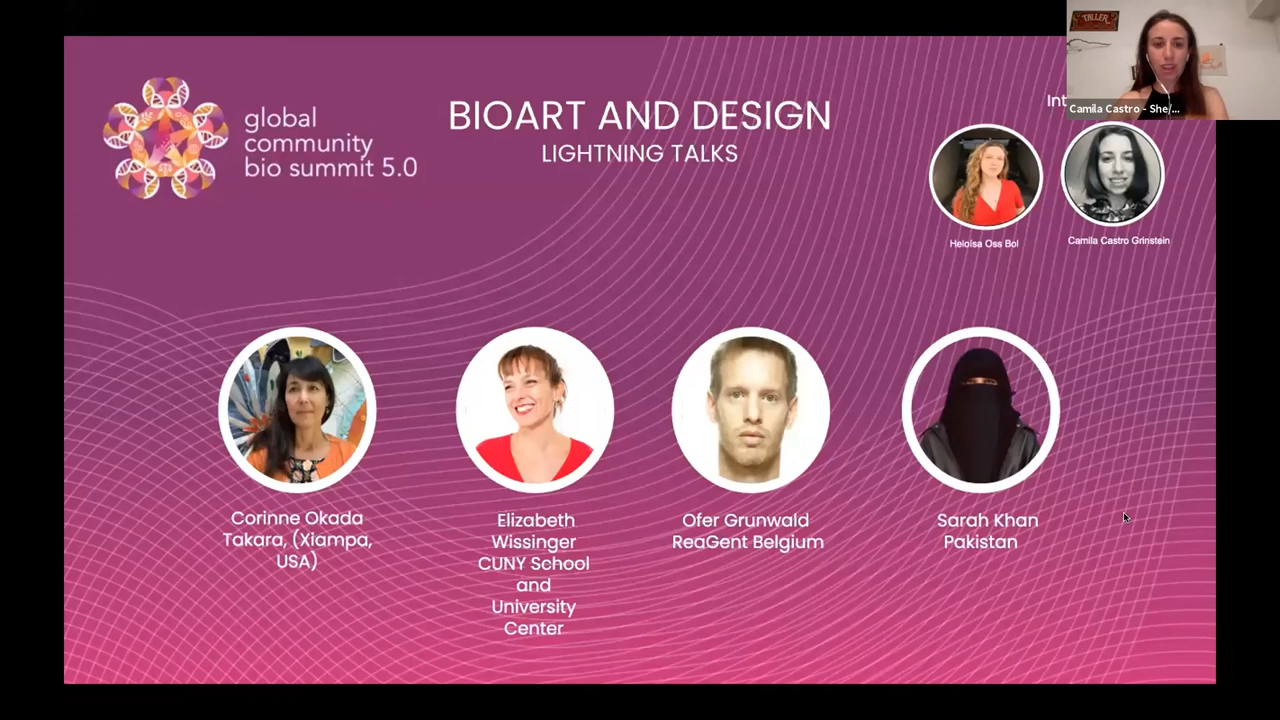 TALLER
Int
Camila Castro - She/...
global
community
bio summit 5.0
BIOART AND DESIGN
LIGHTNING TALKS
Heloisa Oss Bol
Camila Castro Grinstein
Corinne Okada
Takara, (Xiampa,
USA)
Elizabeth
Wissinger
CUNY School
and
University
Center
Ofer Grunwald
ReaGent Belgium
Sarah Khan
Pakistan